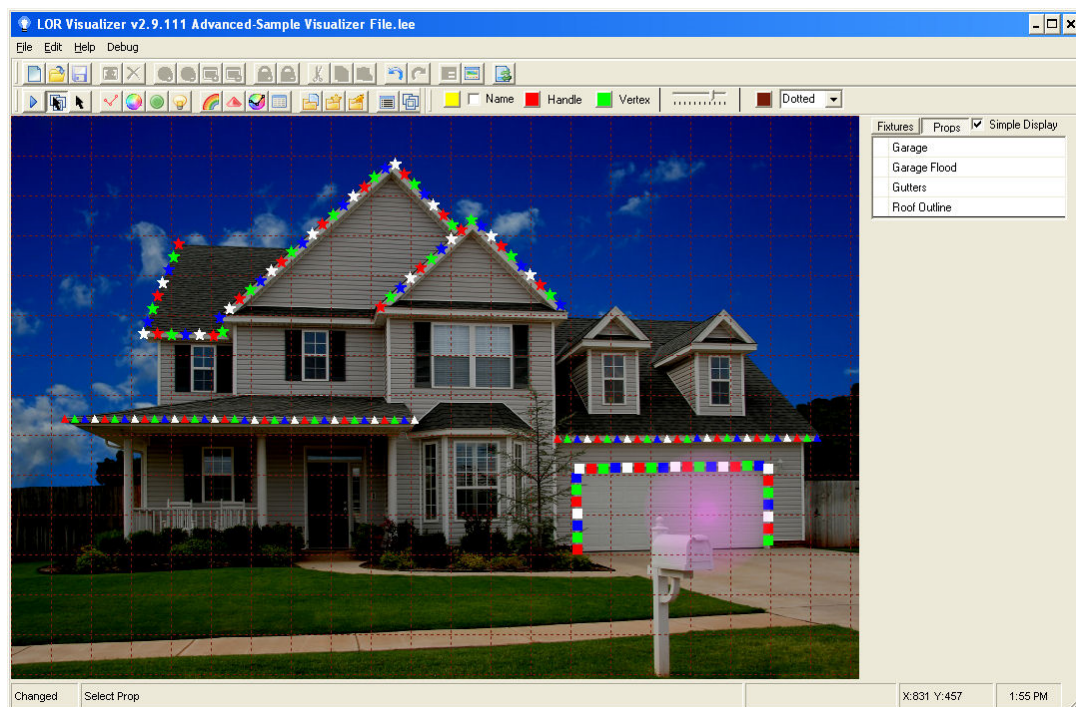 LOR Visualizer v2.9.111 Advanced-Sample Visualizer File.lee
File Edit Help Debug
Name Handle Vertex Dotted
Fixtures Props Simple Display
Garage
Garage Flood
Gutters
Roof Outline
Changed Select Prop X:831 Y:457 1:55 PM